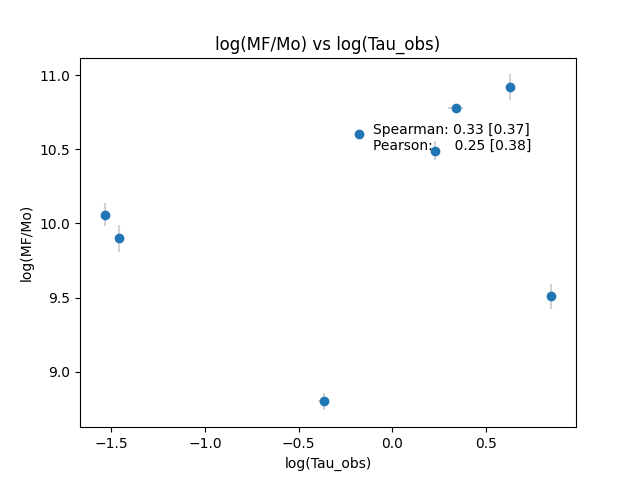 log(MF/Mo) vs log(Tau_obs)
11.0
10.5
10.0
9.5
9.0
log(MF/Mo)
Spearman: 0.33 [0.37]
Pearson: 0.25 [0.38]
−1.5 −1.0 −0.5 0.0 0.5
log(Tau_obs)